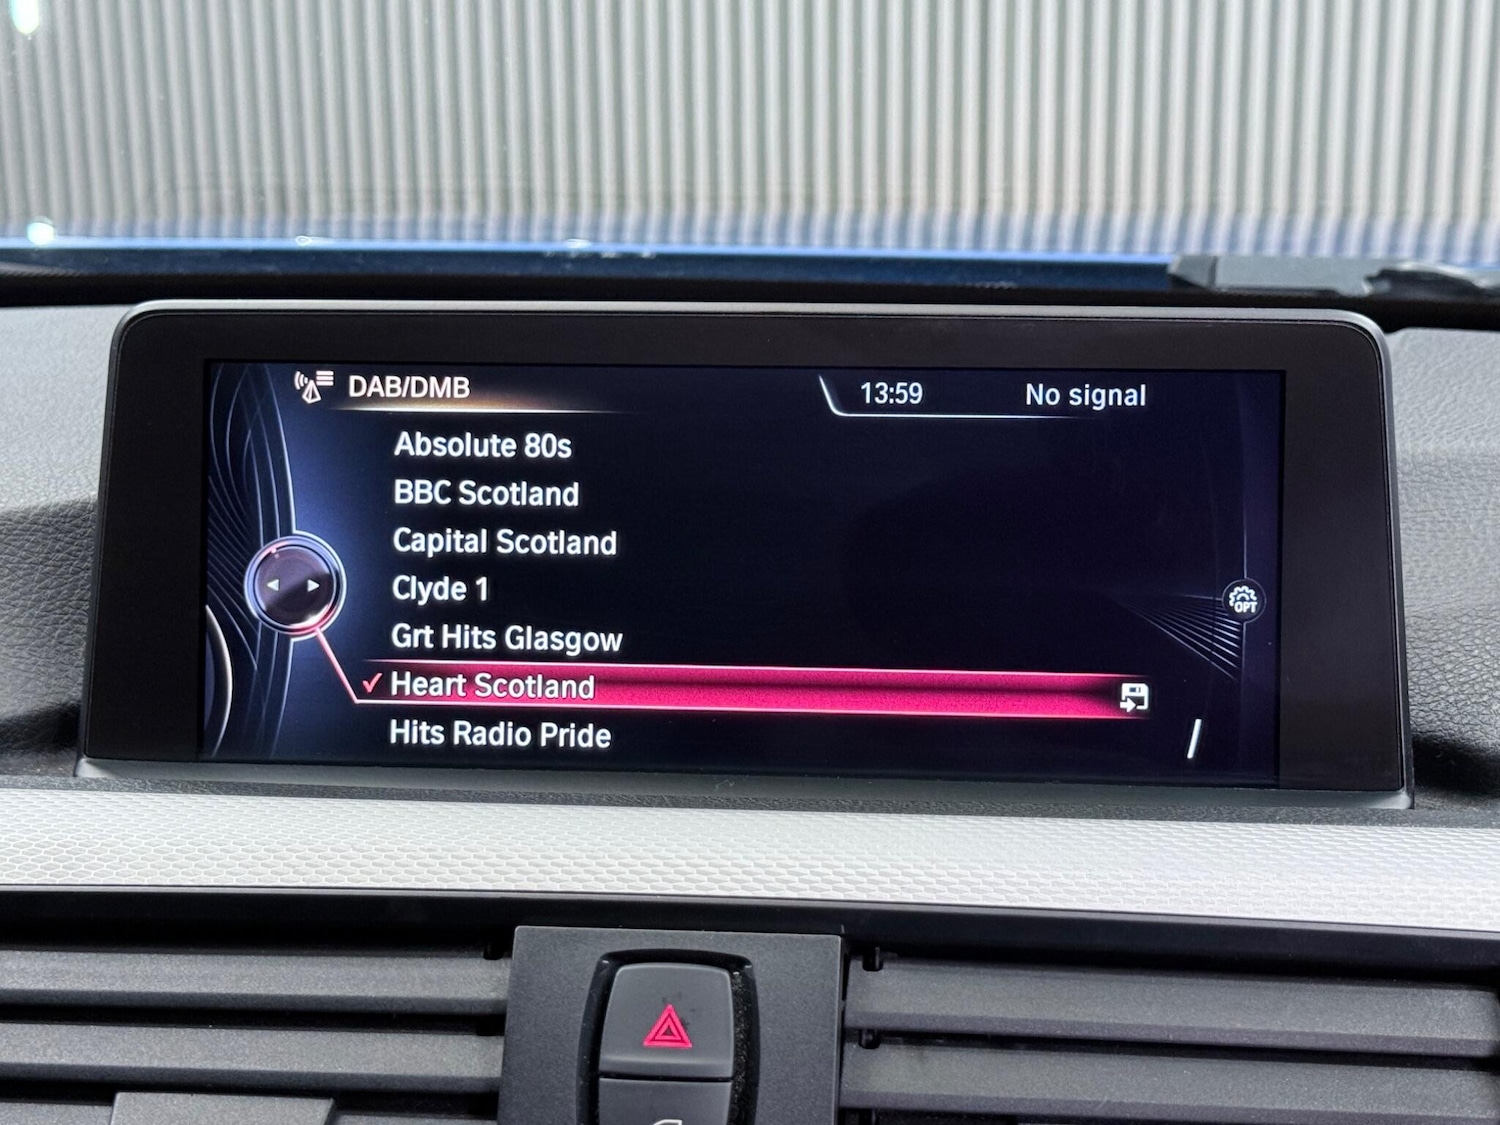 DAB/DMB
13:59
No signal
Absolute 80s
BBC Scotland
Capital Scotland
Clyde 1
Grt Hits Glasgow
OPT
Heart Scotland
Hits Radio Pride